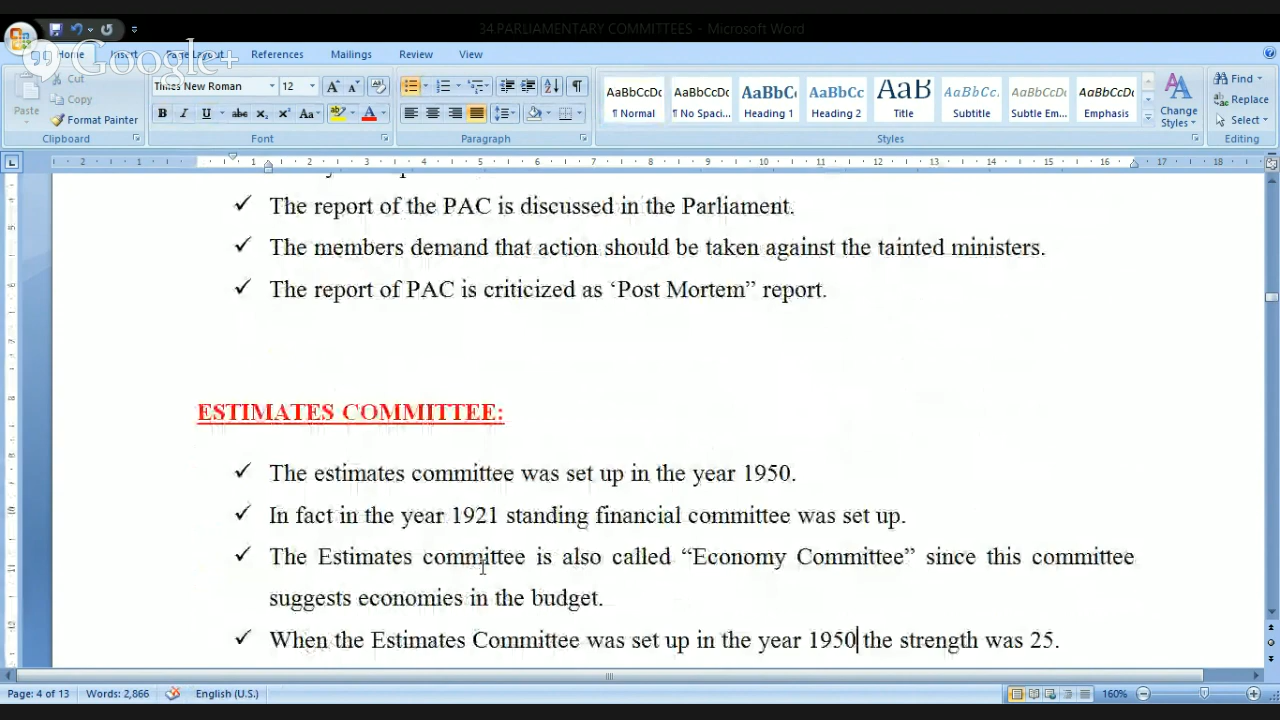 34 PARLIAMENTARY COMMITTEES - Microsoft Word
Home Insert Page Layout References Mailings Review View
Google+
Cut
Copy
Format Painter
Paste
Clipboard
Times New Roman 12
Font
Paragraph
AaBbCcDc AaBbCcDc AaBbCc AaBbCc AaB AaBbCc. AaBbCcDc AaBbCcDc
¶ Normal ¶ No Spaci... Heading 1 Heading 2 Title Subtitle Subtle Em... Emphasis
Change Styles
Styles
Find
Replace
Select
Editing
The report of the PAC is discussed in the Parliament.
The members demand that action should be taken against the tainted ministers.
The report of PAC is criticized as ‘Post Mortem” report.
ESTIMATES COMMITTEE:
The estimates committee was set up in the year 1950.
In fact in the year 1921 standing financial committee was set up.
The Estimates committee is also called “Economy Committee” since this committee
suggests economies in the budget.
When the Estimates Committee was set up in the year 1950 the strength was 25.
Page: 4 of 13 Words: 2,866 English (U.S.) 160%